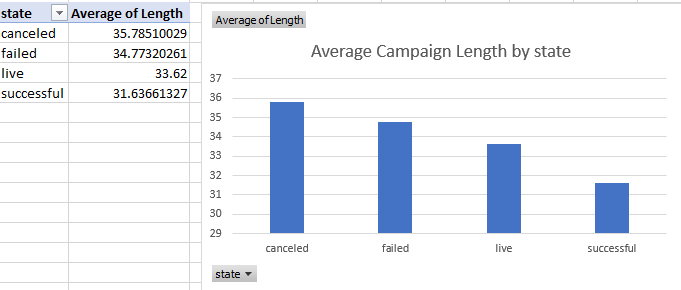 state Average of Length
canceled 35.78510029
failed 34.77320261
live 33.62
successful 31.63661327
Average of Length
Average Campaign Length by state
37
36
35
34
33
32
31
30
29
canceled failed live successful
state